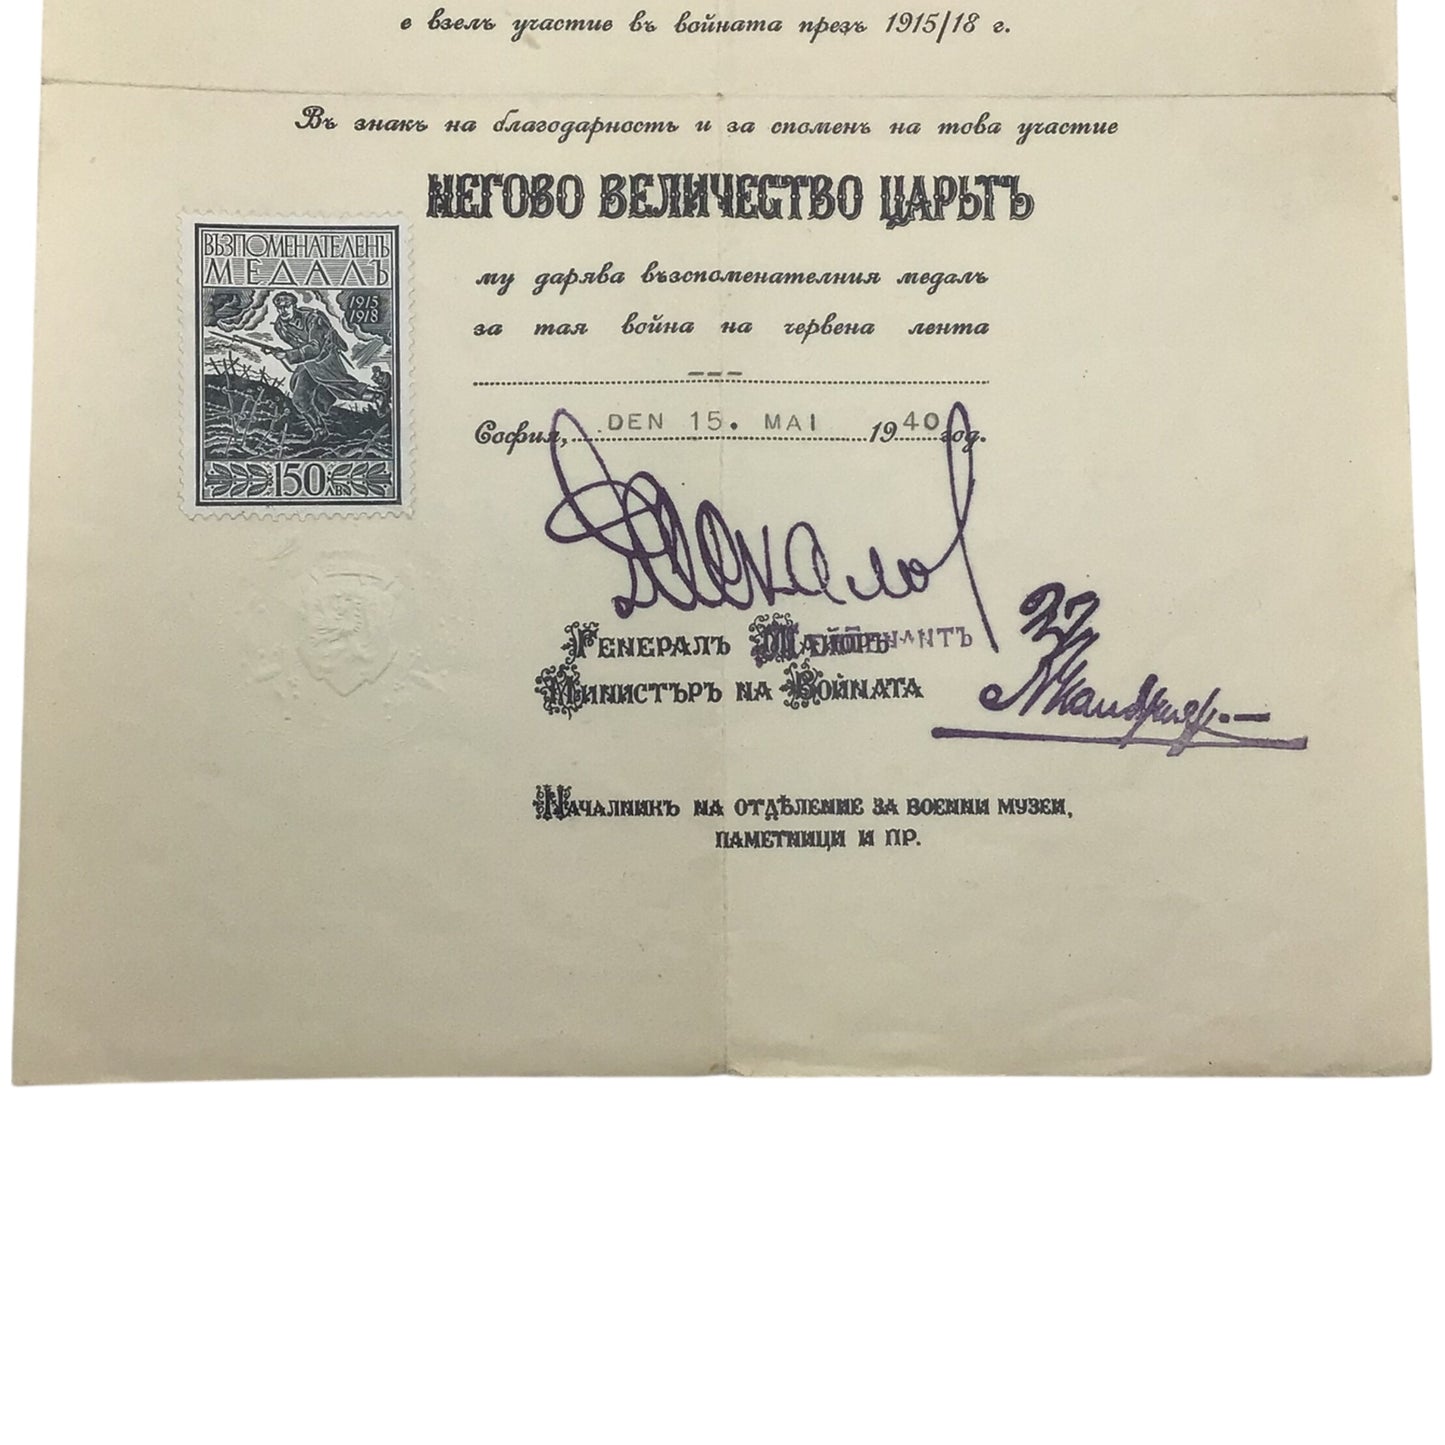 е взелъ участие въ войната презъ 1915/18 г.
Въ знакъ на благодарность и за споменъ на това участие
НЕГОВО ВЕЛИЧЕСТВО ЦАРЬТЪ
му дарява възспоменателния медалъ
за тая война на червена лента
ВЪЗПОМЕНАТЕЛЕНЪ
МЕДАЛЪ
1915
1918
150 ЛВ
София, DEN 15. MAI 1940 год.
ГЕНЕРАЛЪ МАЙОРЪ
МИНИСТЪРЪ НА ВОЙНАТА
НАЧАЛНИКЪ НА ОТДѢЛЕНИЕ ЗА ВОЕННИ МУЗЕИ,
ПАМЕТНИЦИ И ПР.